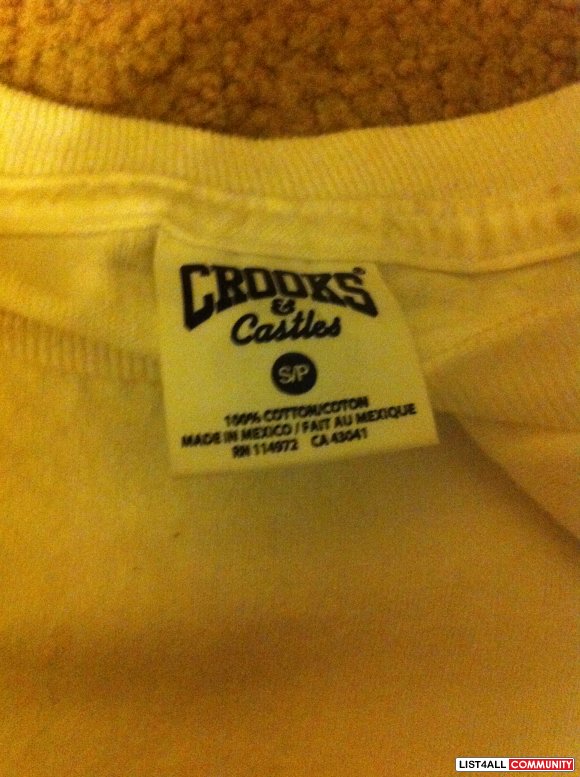 CROOKS®
&
Castles
S/P
100% COTTON/COTON
MADE IN MEXICO / FAIT AU MEXIQUE
RN 114972 CA 43041
LIST4ALL COMMUNITY